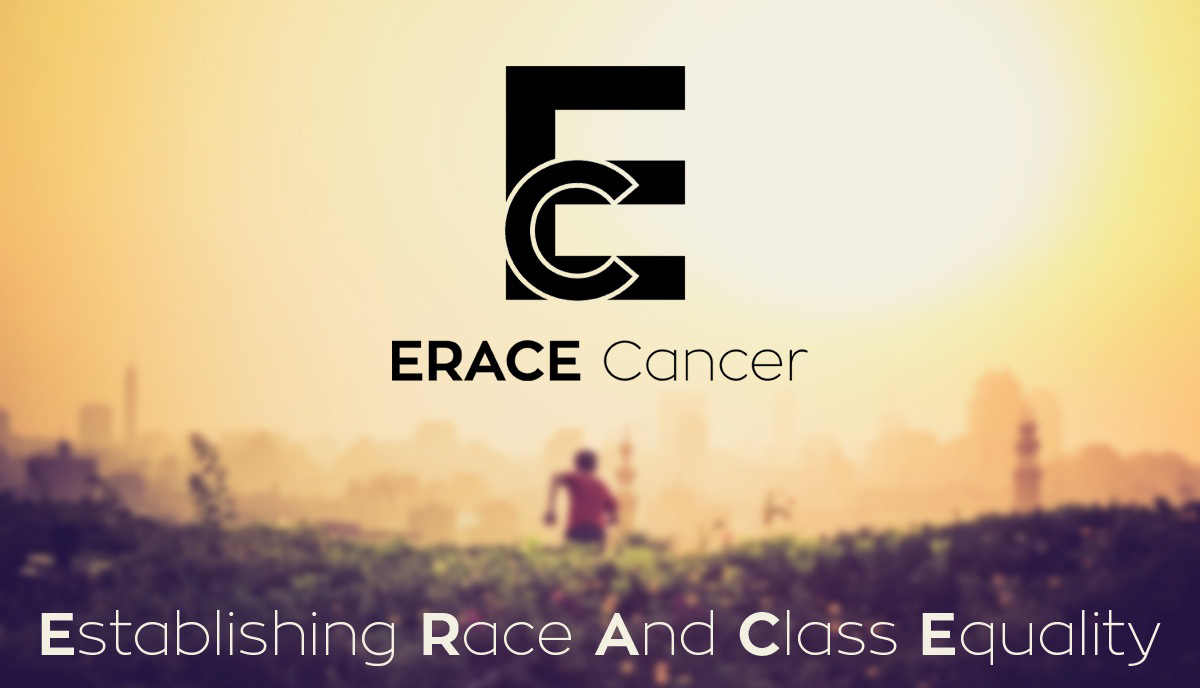 EC
ERACE Cancer
Establishing Race And Class Equality